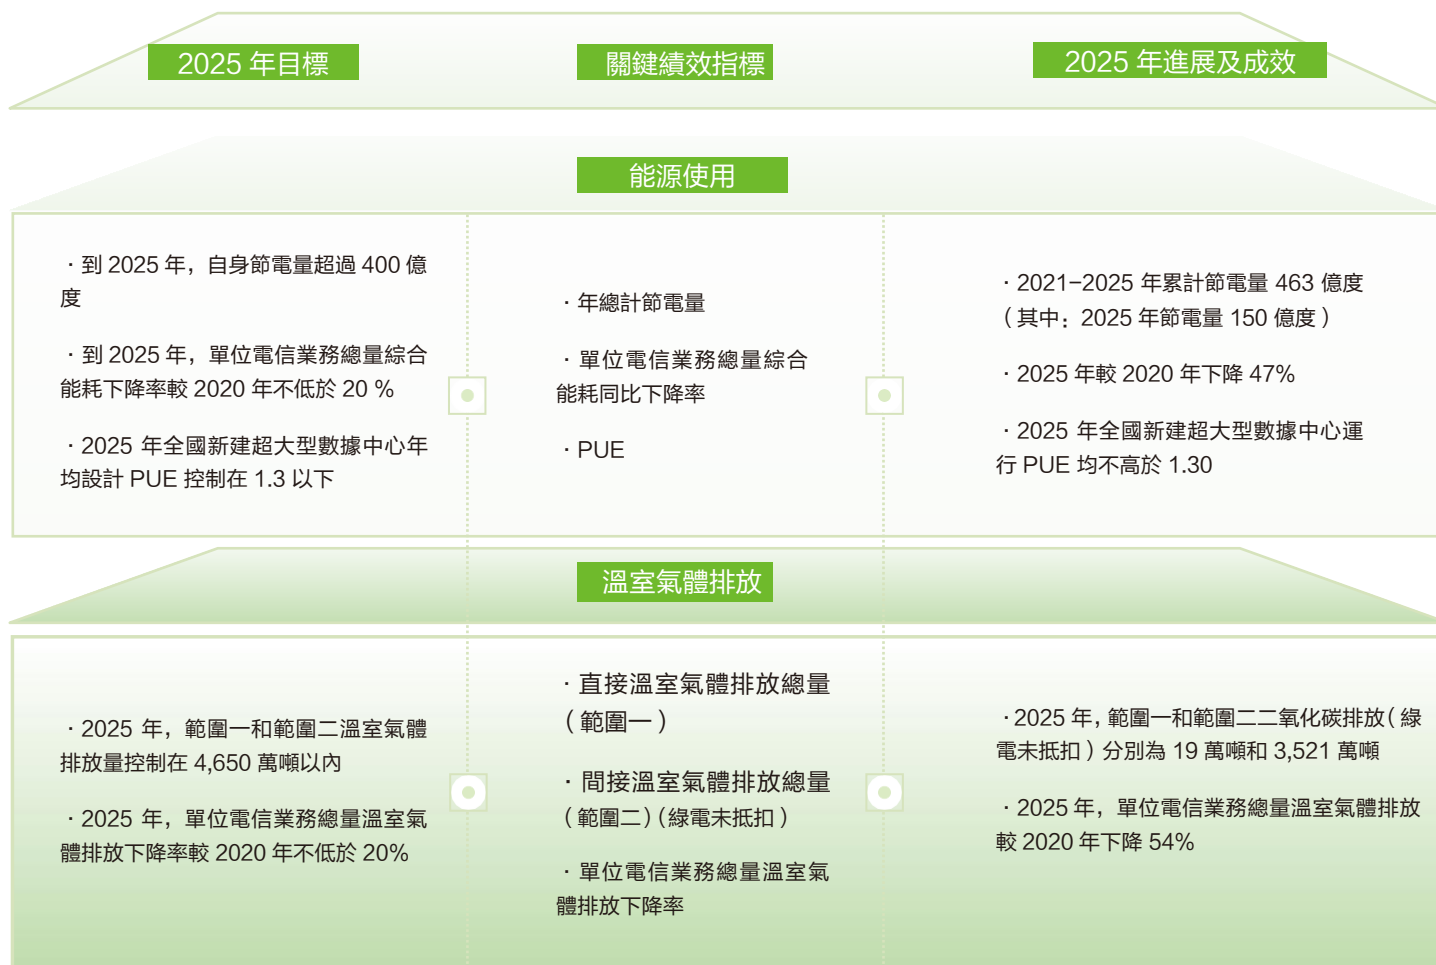 2025 年目標
關鍵績效指標
2025 年進展及成效
能源使用
· 到 2025 年，自身節電量超過 400 億
度
· 到 2025 年，單位電信業務總量綜合
能耗下降率較 2020 年不低於 20 %
· 2025 年全國新建超大型數據中心年
均設計 PUE 控制在 1.3 以下
· 年總計節電量
· 單位電信業務總量綜合
能耗同比下降率
· PUE
· 2021-2025 年累計節電量 463 億度
（其中：2025 年節電量 150 億度）
· 2025 年較 2020 年下降 47%
· 2025 年全國新建超大型數據中心運
行 PUE 均不高於 1.30
溫室氣體排放
· 2025 年，範圍一和範圍二溫室氣體
排放量控制在 4,650 萬噸以內
· 2025 年，單位電信業務總量溫室氣
體排放下降率較 2020 年不低於 20%
· 直接溫室氣體排放總量
（範圍一）
· 間接溫室氣體排放總量
（範圍二）（綠電未抵扣）
· 單位電信業務總量溫室氣
體排放下降率
· 2025 年，範圍一和範圍二二氧化碳排放（綠
電未抵扣）分別為 19 萬噸和 3,521 萬噸
· 2025 年，單位電信業務總量溫室氣體排放
較 2020 年下降 54%